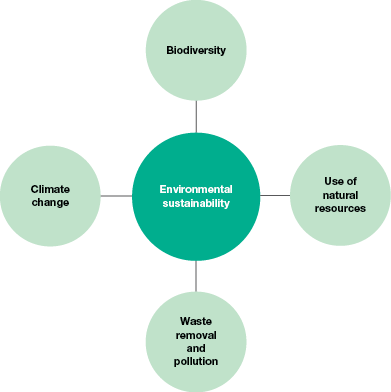 Biodiversity
Climate
change
Environmental
sustainability
Use of
natural
resources
Waste
removal
and
pollution